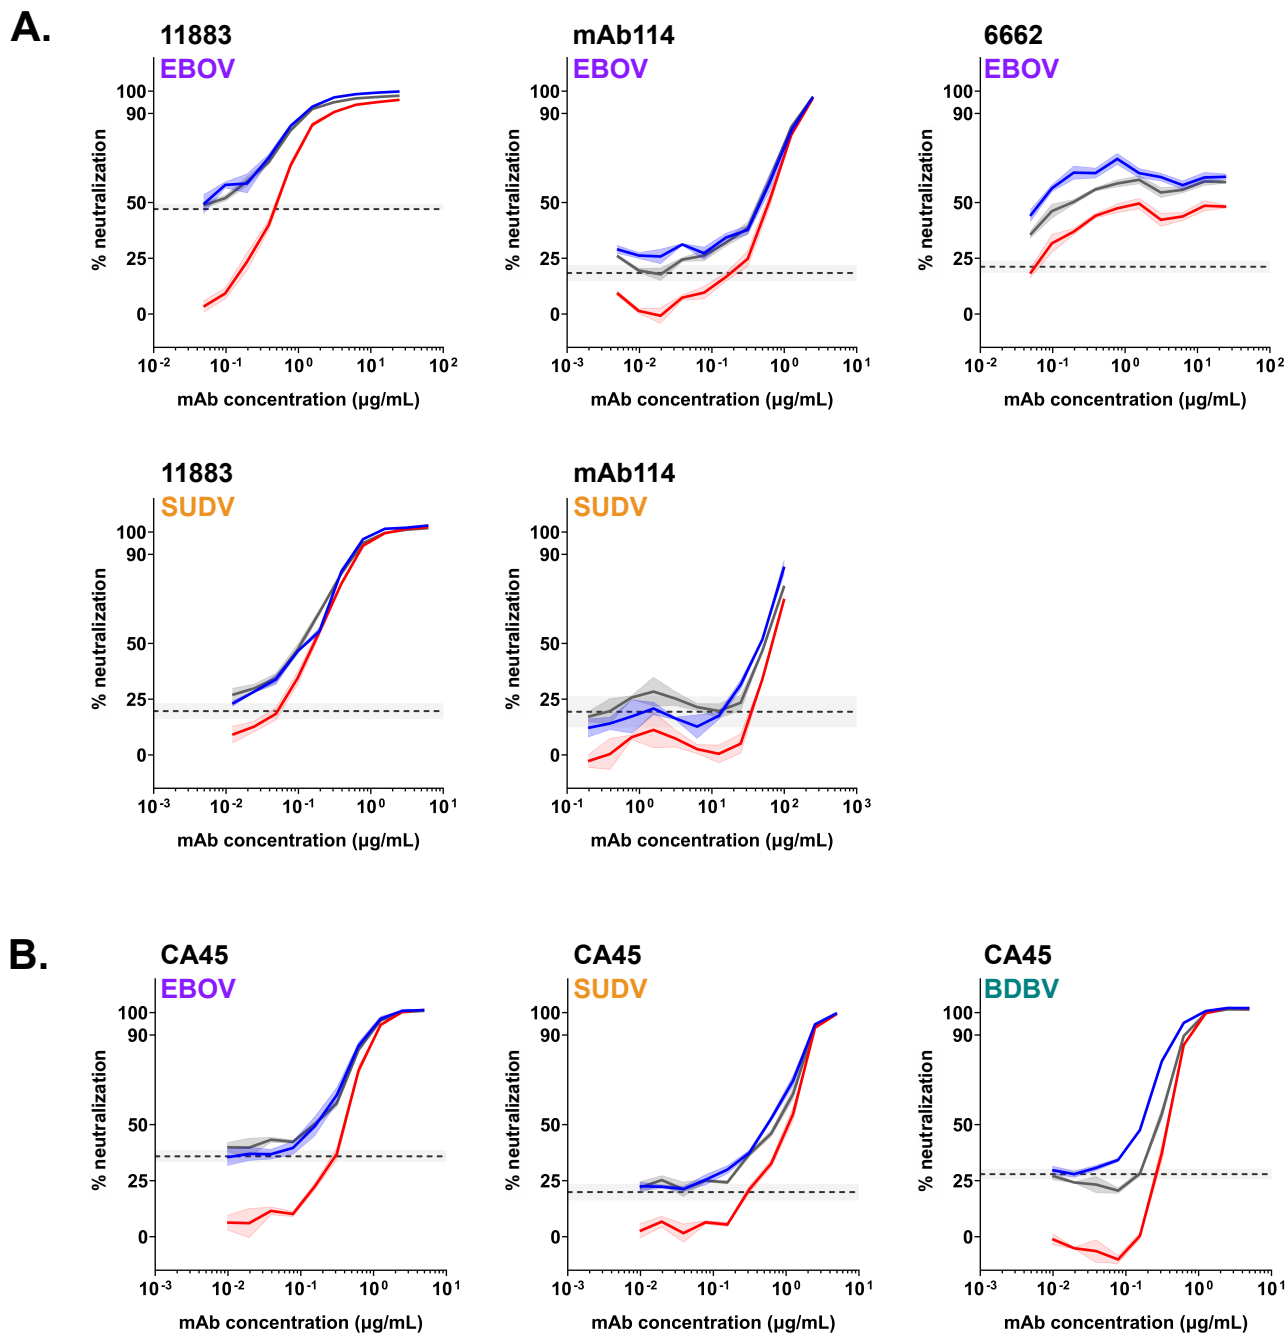 A.
11883
EBOV
% neutralization
100
90
50
25
0
10-2 10-1 100 101 102
mAb concentration (µg/mL)
mAb114
EBOV
% neutralization
100
90
50
25
0
10-3 10-2 10-1 100 101
mAb concentration (µg/mL)
6662
EBOV
% neutralization
100
90
50
25
0
10-2 10-1 100 101 102
mAb concentration (µg/mL)
11883
SUDV
% neutralization
100
90
50
25
0
10-3 10-2 10-1 100 101
mAb concentration (µg/mL)
mAb114
SUDV
% neutralization
100
90
50
25
0
10-1 100 101 102 103
mAb concentration (µg/mL)
B.
CA45
EBOV
% neutralization
100
90
50
25
0
10-3 10-2 10-1 100 101
mAb concentration (µg/mL)
CA45
SUDV
% neutralization
100
90
50
25
0
10-3 10-2 10-1 100 101
mAb concentration (µg/mL)
CA45
BDBV
% neutralization
100
90
50
25
0
10-3 10-2 10-1 100 101
mAb concentration (µg/mL)